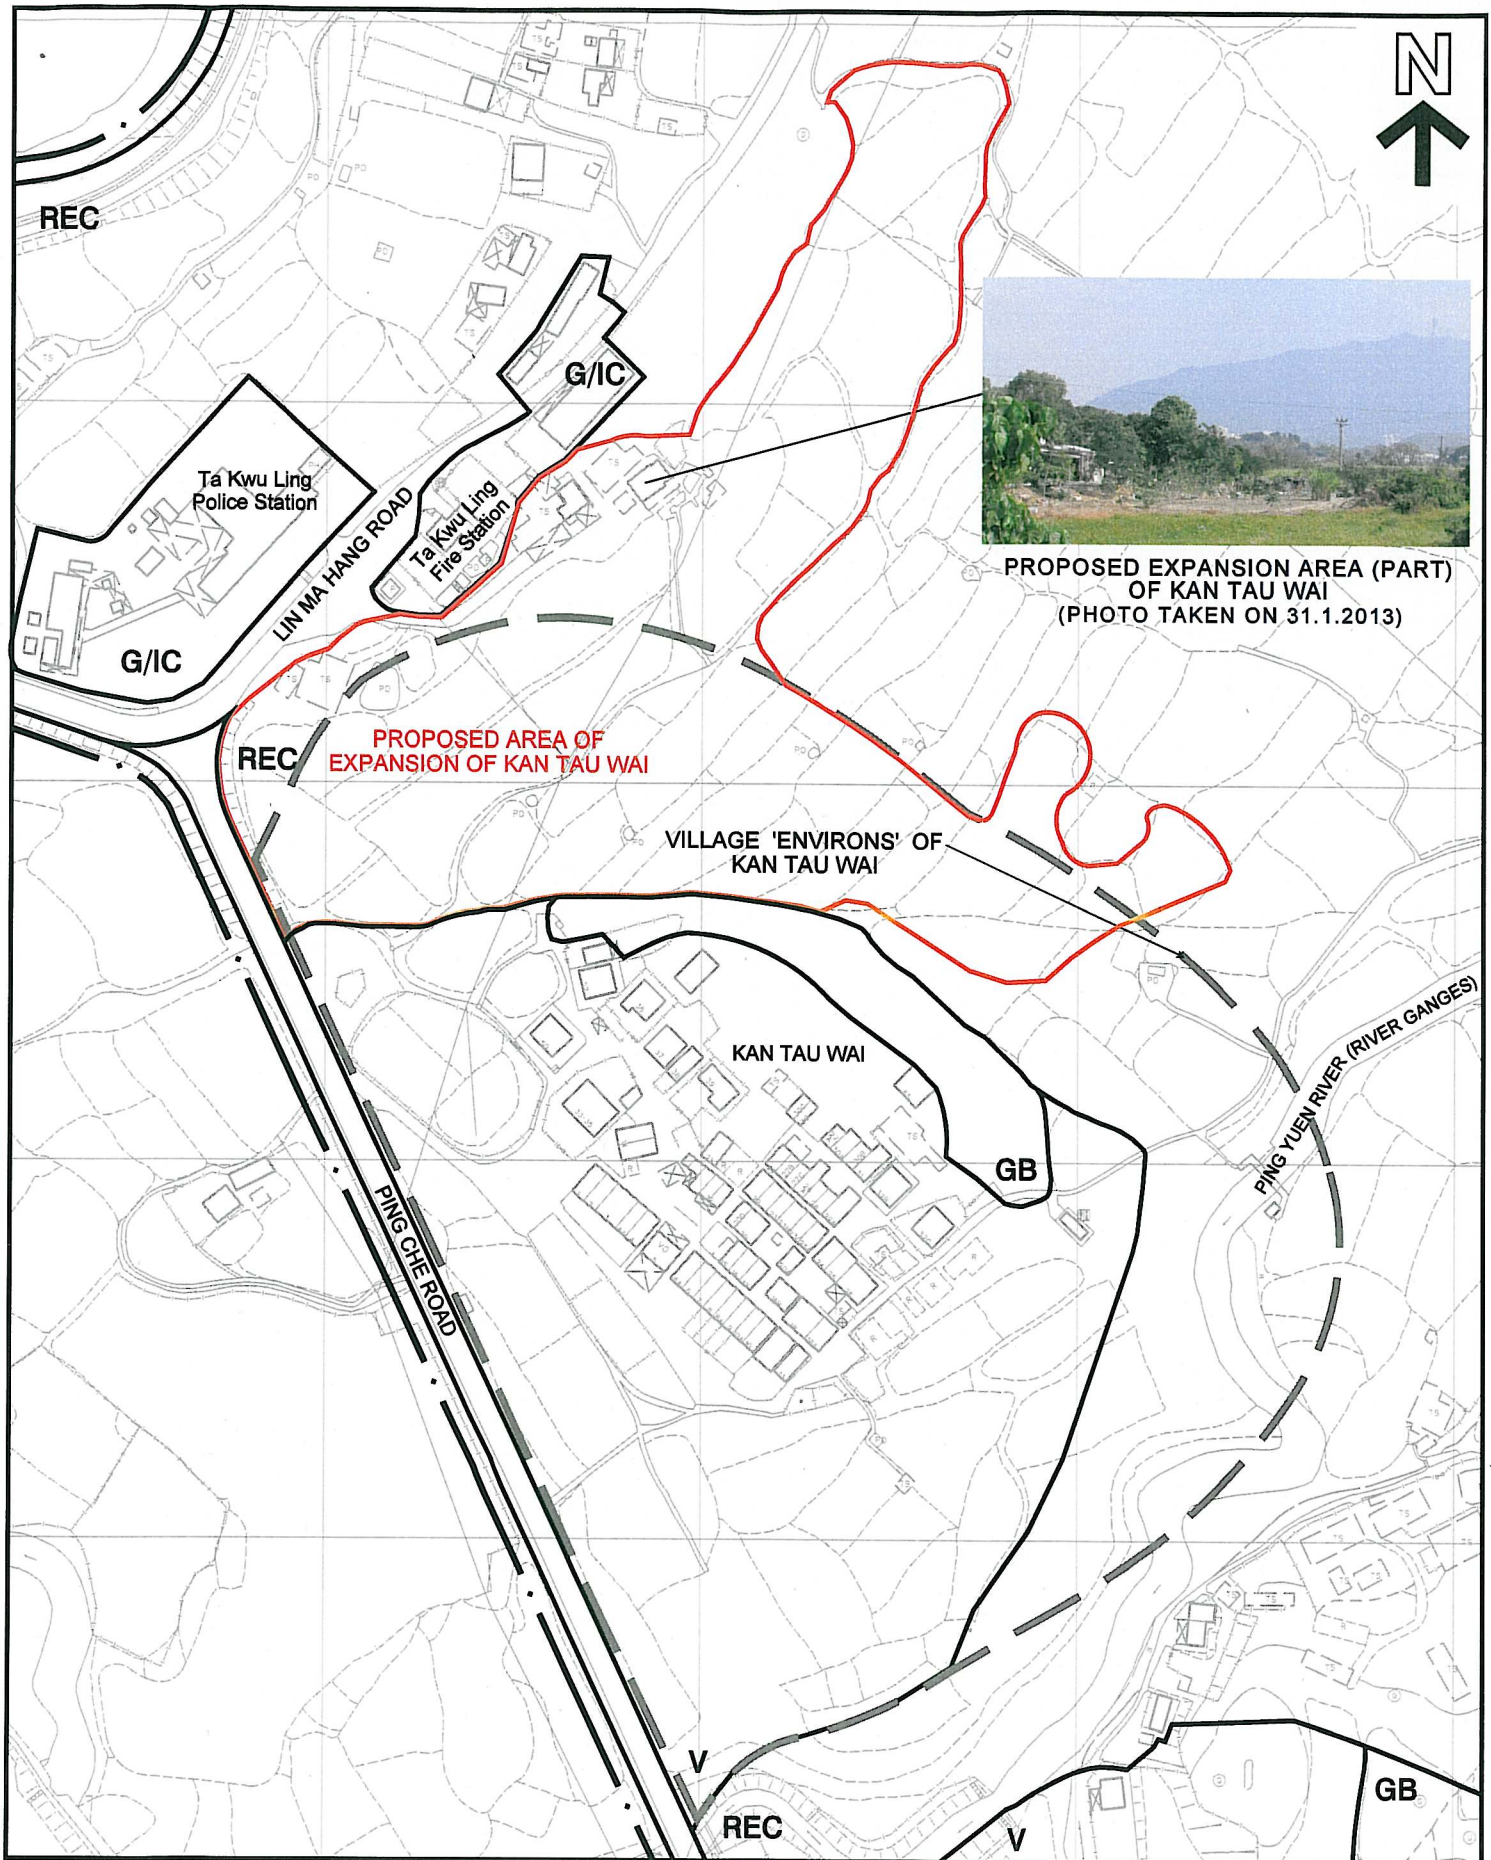 N
REC
G/IC
Ta Kwu Ling
Police Station
LIN MA HANG ROAD
Ta Kwu Ling
Fire Station
G/IC
PROPOSED EXPANSION AREA (PART)
OF KAN TAU WAI
(PHOTO TAKEN ON 31.1.2013)
REC
PROPOSED AREA OF
EXPANSION OF KAN TAU WAI
VILLAGE 'ENVIRONS' OF
KAN TAU WAI
KAN TAU WAI
PING YUEN RIVER (RIVER GANGES)
GB
PING CHE ROAD
V
REC
V
GB